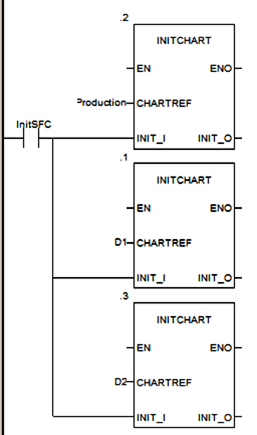 .2
INITCHART
EN ENO
Production CHARTREF
InitSFC
INIT_I INIT_O
.1
INITCHART
EN ENO
D1 CHARTREF
INIT_I INIT_O
.3
INITCHART
EN ENO
D2 CHARTREF
INIT_I INIT_O